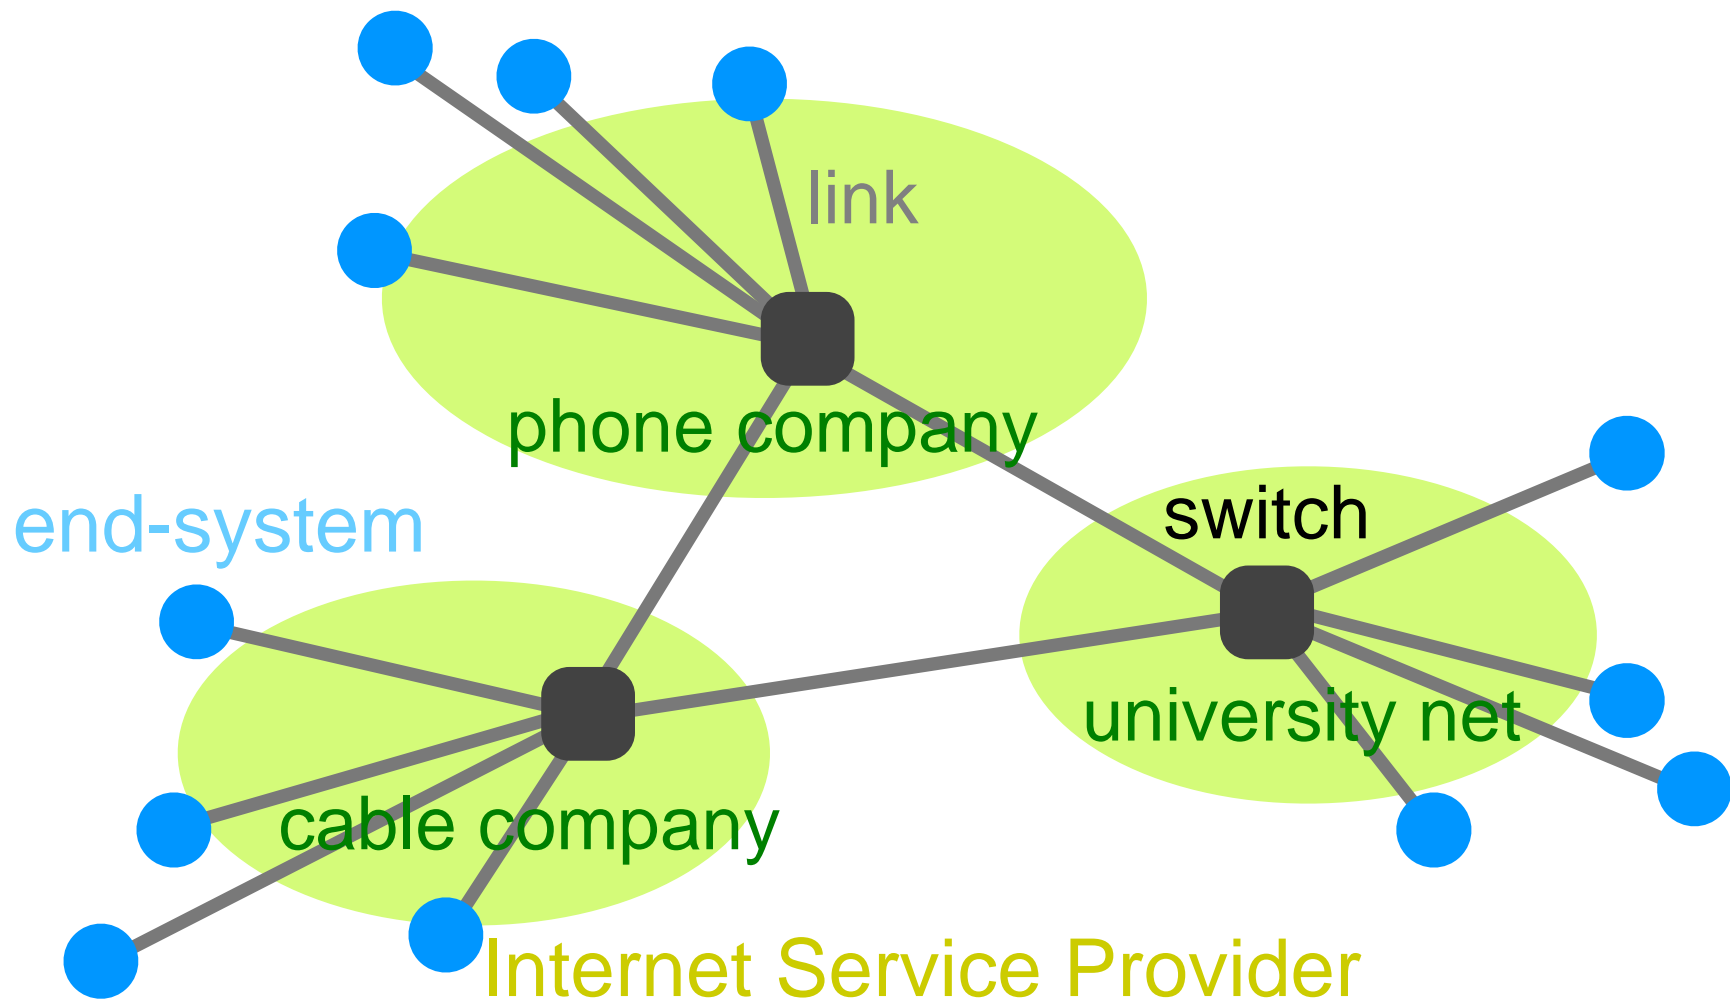 link
phone company
end-system
switch
university net
cable company
Internet Service Provider